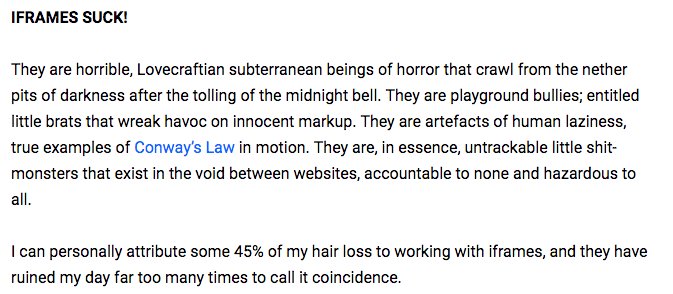 IFRAMES SUCK!
They are horrible, Lovecraftian subterranean beings of horror that crawl from the nether
pits of darkness after the tolling of the midnight bell. They are playground bullies; entitled
little brats that wreak havoc on innocent markup. They are artefacts of human laziness,
true examples of Conway's Law in motion. They are, in essence, untrackable little shit-
monsters that exist in the void between websites, accountable to none and hazardous to
all.
I can personally attribute some 45% of my hair loss to working with iframes, and they have
ruined my day far too many times to call it coincidence.